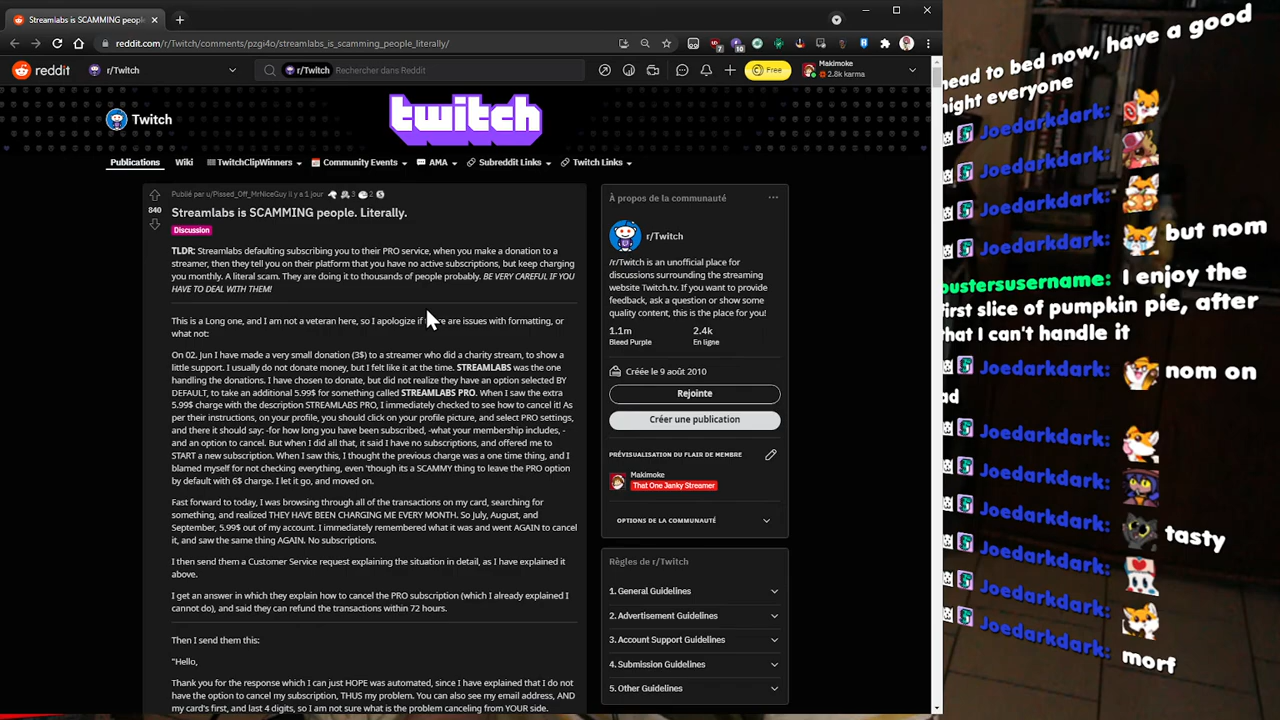 Streamlabs is SCAMMING people
reddit.com/r/Twitch/comments/pzgi4o/streamlabs_is_scamming_people_literally/
reddit
r/Twitch
r/Twitch
Rechercher dans Reddit
Free
Makimoke
2.8k karma
twitch
Twitch
Publications
Wiki
TwitchClipWinners
Community Events
AMA
Subreddit Links
Twitch Links
Publié par u/Pissed_Off_MrNiceGuy il y a 1 jour
3
2
840
Streamlabs is SCAMMING people. Literally.
Discussion
TLDR: Streamlabs defaulting subscribing you to their PRO service, when you make a donation to a
streamer, then they tell you on their platform that you have no active subscriptions, but keep charging
you monthly. A literal scam. They are doing it to thousands of people probably. BE VERY CAREFUL IF YOU
HAVE TO DEAL WITH THEM!
This is a Long one, and I am not a veteran here, so I apologize if are issues with formatting, or
what not:
On 02. Jun I have made a very small donation (3$) to a streamer who did a charity stream, to show a
little support. I usually do not donate money, but I felt like it at the time. STREAMLABS was the one
handling the donations. I have chosen to donate, but did not realize they have an option selected BY
DEFAULT, to take an additional 5.99$ for something called STREAMLABS PRO. When I saw the extra
5.99$ charge with the description STREAMLABS PRO, I immediately checked to see how to cancel it! As
per their instructions, on your profile, you should click on your profile picture, and select PRO settings,
and there it should say: -for how long you have been subscribed, -what your membership includes, -
and an option to cancel. But when I did all that, it said I have no subscriptions, and offered me to
START a new subscription. When I saw this, I thought the previous charge was a one time thing, and I
blamed myself for not checking everything, even 'though its a SCAMMY thing to leave the PRO option
by default with 6$ charge. I let it go, and moved on.
Fast forward to today, I was browsing through all of the transactions on my card, searching for
something, and realized THEY HAVE BEEN CHARGING ME EVERY MONTH. So July, August, and
September, 5.99$ out of my account. I immediately remembered what it was and went AGAIN to cancel
it, and saw the same thing AGAIN. No subscriptions.
I then send them a Customer Service request explaining the situation in detail, as I have explained it
above.
I get an answer in which they explain how to cancel the PRO subscription (which I already explained I
cannot do), and said they can refund the transactions within 72 hours.
Then I send them this:
"Hello,
Thank you for the response which I can just HOPE was automated, since I have explained that I do not
have the option to cancel my subscription, THUS my problem. You can also see my email address, AND
my card's first, and last 4 digits, so I am not sure what is the problem canceling from YOUR side.
À propos de la communauté
r/Twitch
/r/Twitch is an unofficial place for
discussions surrounding the streaming
website Twitch.tv. If you want to provide
feedback, ask a question or show some
quality content, this is the place for you!
1.1m
2.4k
Bleed Purple
En ligne
Créée le 9 août 2010
Rejointe
Créer une publication
PRÉVISUALISATION DU FLAIR DE MEMBRE
Makimoke
That One Janky Streamer
OPTIONS DE LA COMMUNAUTÉ
Règles de r/Twitch
1. General Guidelines
2. Advertisement Guidelines
3. Account Support Guidelines
4. Submission Guidelines
5. Other Guidelines
head to bed now, have a good
night everyone
Joedarkdark:
Joedarkdark:
Joedarkdark:
Joedarkdark: but nom
oustersusername: I enjoy the
first slice of pumpkin pie, after
that I can't handle it
Joedarkdark: nom on
Joedarkdark:
Joedarkdark:
Joedarkdark: tasty
Joedarkdark:
Joedarkdark:
Joedarkdark: morf